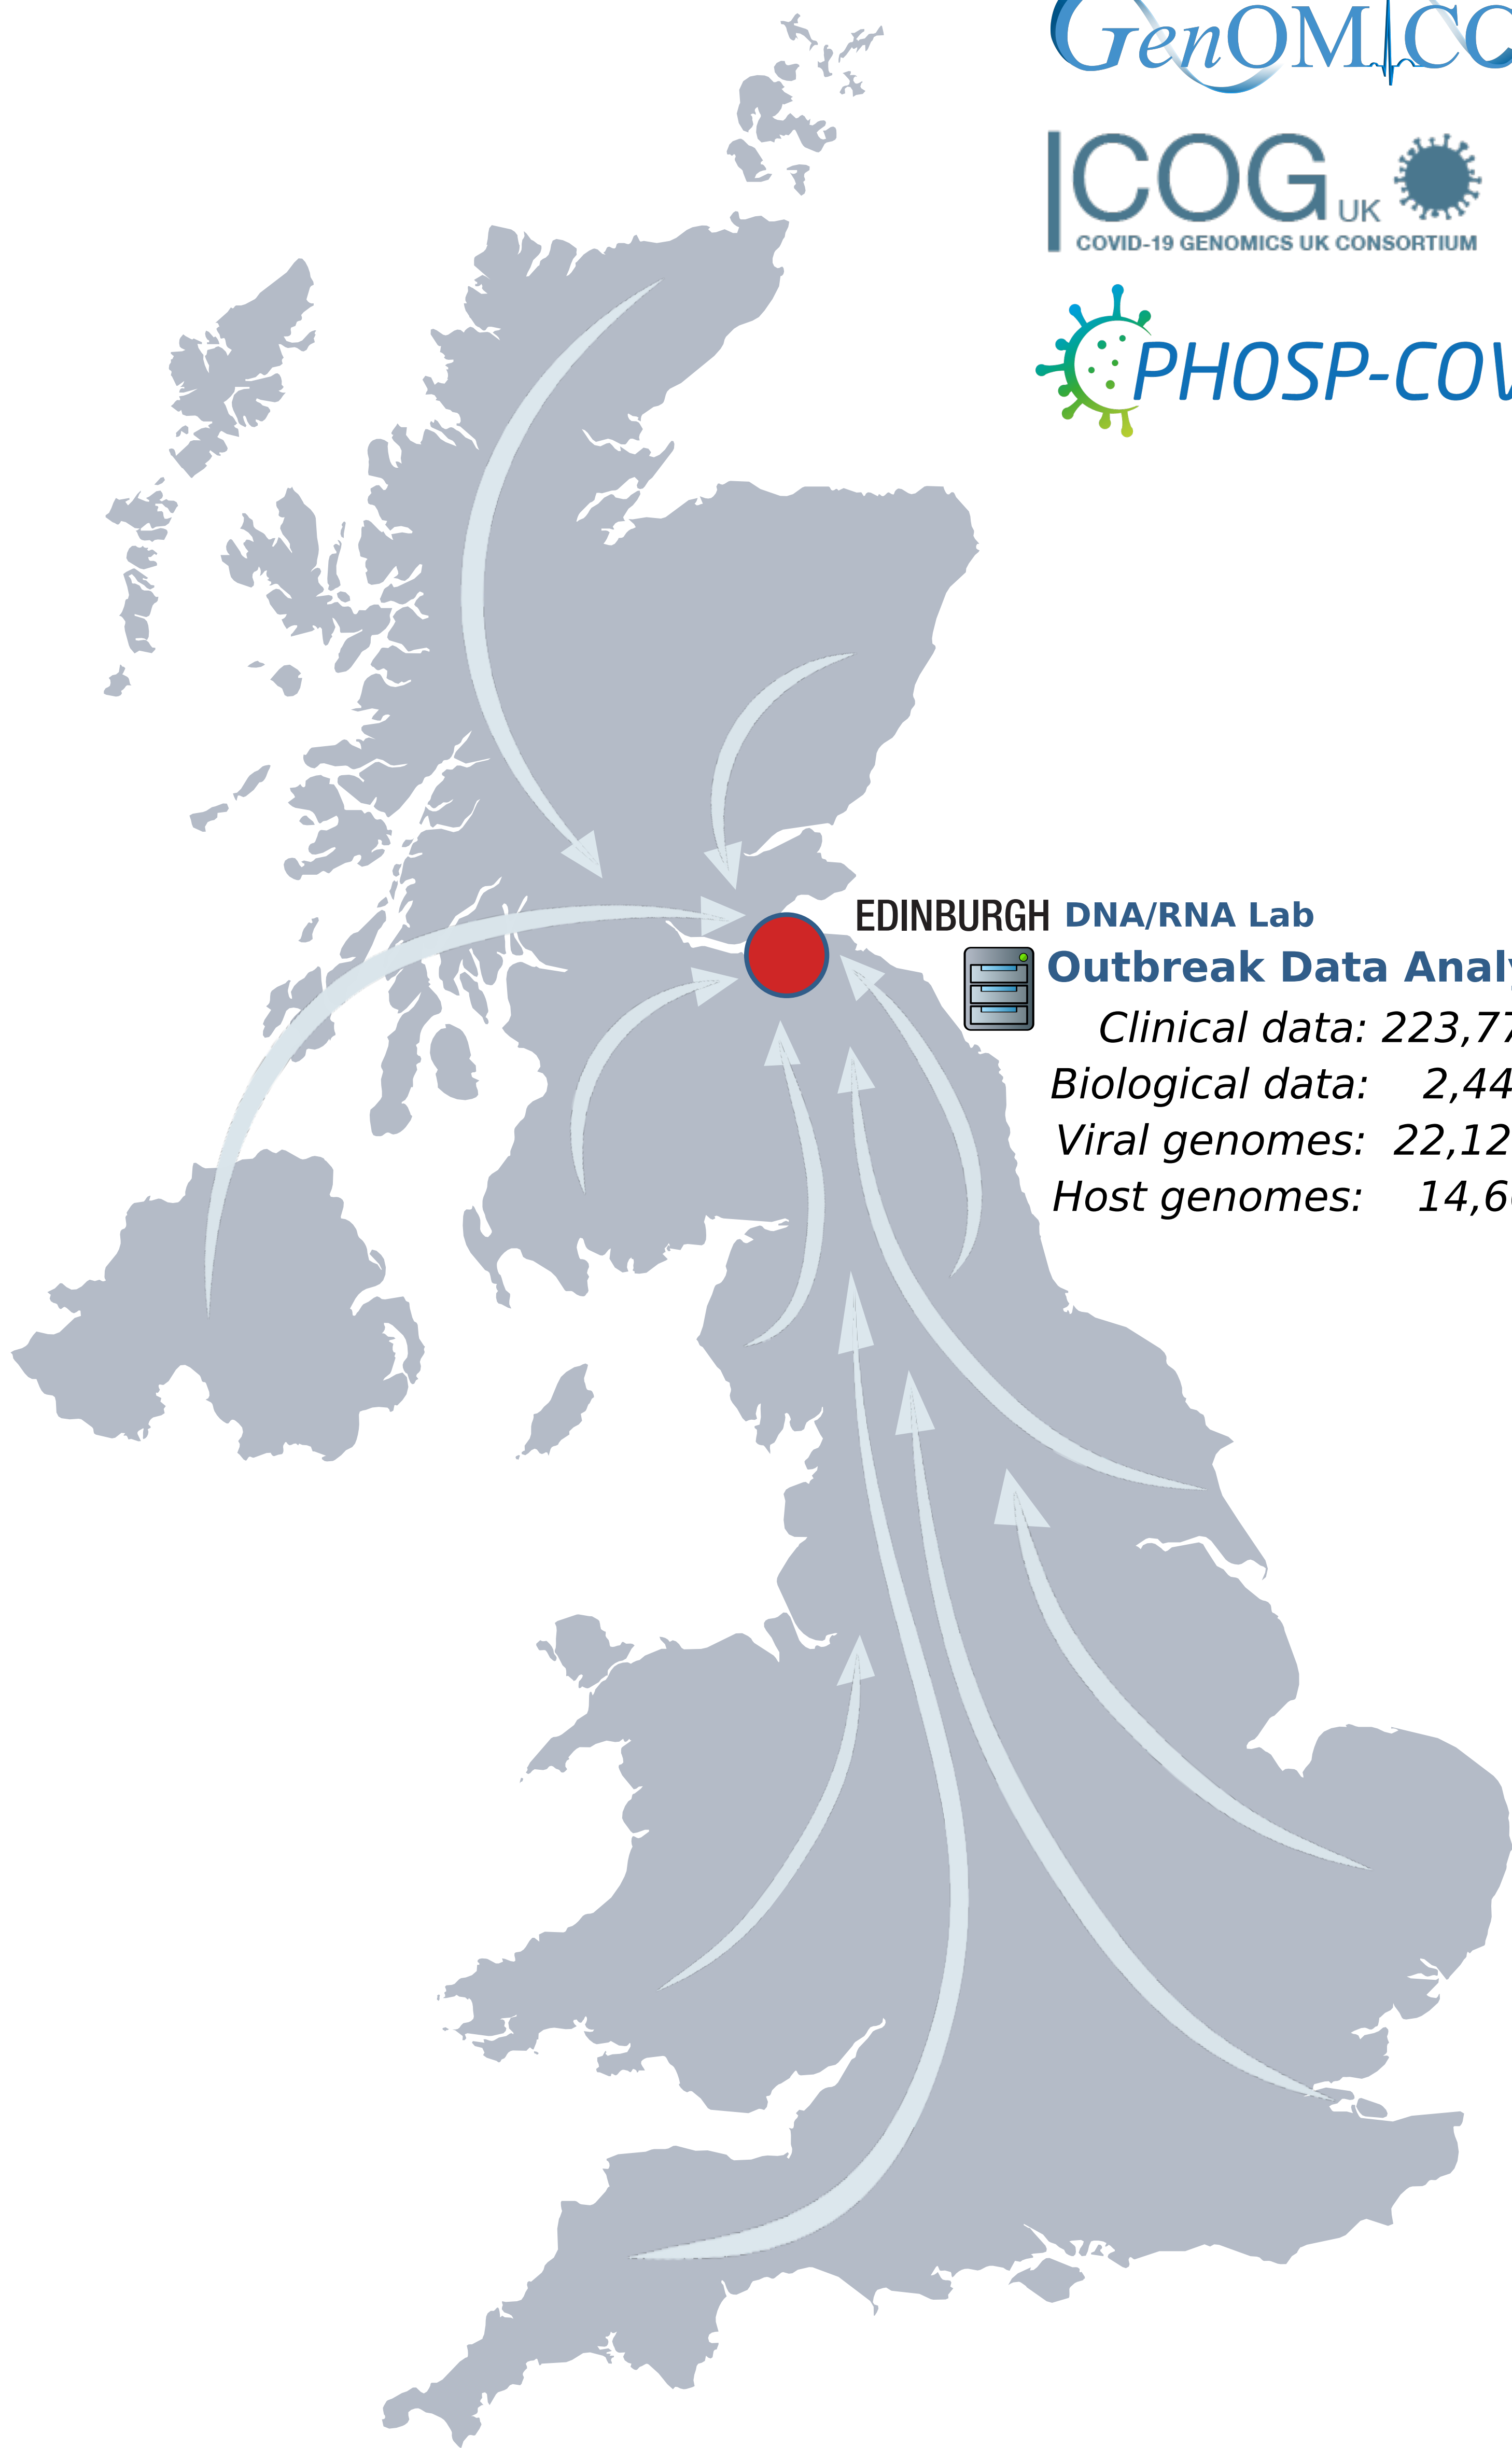 GenOMICC
COG UK
COVID-19 GENOMICS UK CONSORTIUM
PHOSP-COV
EDINBURGH DNA/RNA Lab
Outbreak Data Analy
Clinical data: 223,77
Biological data: 2,44
Viral genomes: 22,12
Host genomes: 14,6